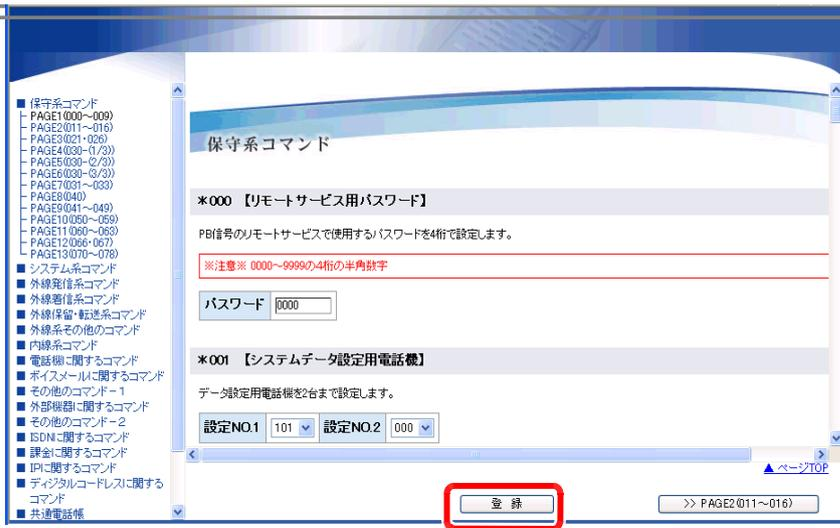 ■ 保守系コマンド
PAGE1(000～009)
PAGE2(011～016)
PAGE3(021・026)
PAGE4(030-(1/3))
PAGE5(030-(2/3))
PAGE6(030-(3/3))
PAGE7(031～033)
PAGE8(040)
PAGE9(041～049)
PAGE10(050～059)
PAGE11(060～063)
PAGE12(066・067)
PAGE13(070～078)
■ システム系コマンド
■ 外線発信系コマンド
■ 外線着信系コマンド
■ 外線保留・転送系コマンド
■ 外線系その他のコマンド
■ 内線系コマンド
■ 電話機に関するコマンド
■ ボイスメールに関するコマンド
■ その他のコマンド－1
■ 外部機器に関するコマンド
■ その他のコマンド－2
■ ISDNに関するコマンド
■ 課金に関するコマンド
■ IPに関するコマンド
■ ディジタルコードレスに関する
コマンド
■ 共通電話帳
保守系コマンド
*000 【リモートサービス用パスワード】
PB信号のリモートサービスで使用するパスワードを4桁で設定します。
※注意※ 0000～9999の4桁の半角数字
パスワード 0000
*001 【システムデータ設定用電話機】
データ設定用電話機を2台まで設定します。
設定NO.1 101 設定NO.2 000
▲ ページTOP
登 録
>> PAGE2(011～016)